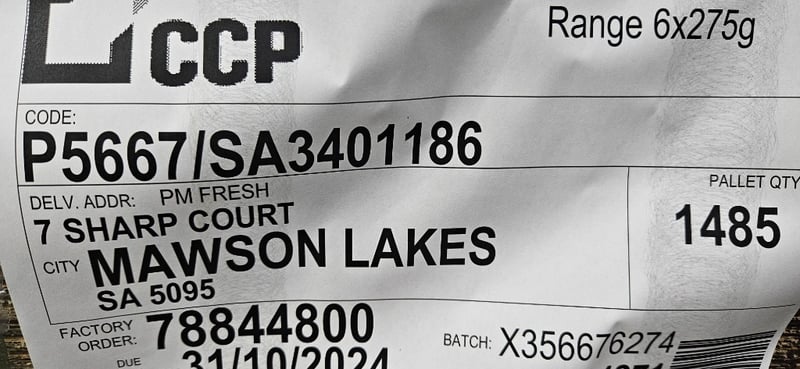 CCP
Range 6x275g
CODE:
P5667/SA3401186
DELV. ADDR: PM FRESH
7 SHARP COURT
CITY MAWSON LAKES
SA 5095
PALLET QTY
1485
FACTORY ORDER: 78844800
BATCH: X356676274
DUE 31/10/2024